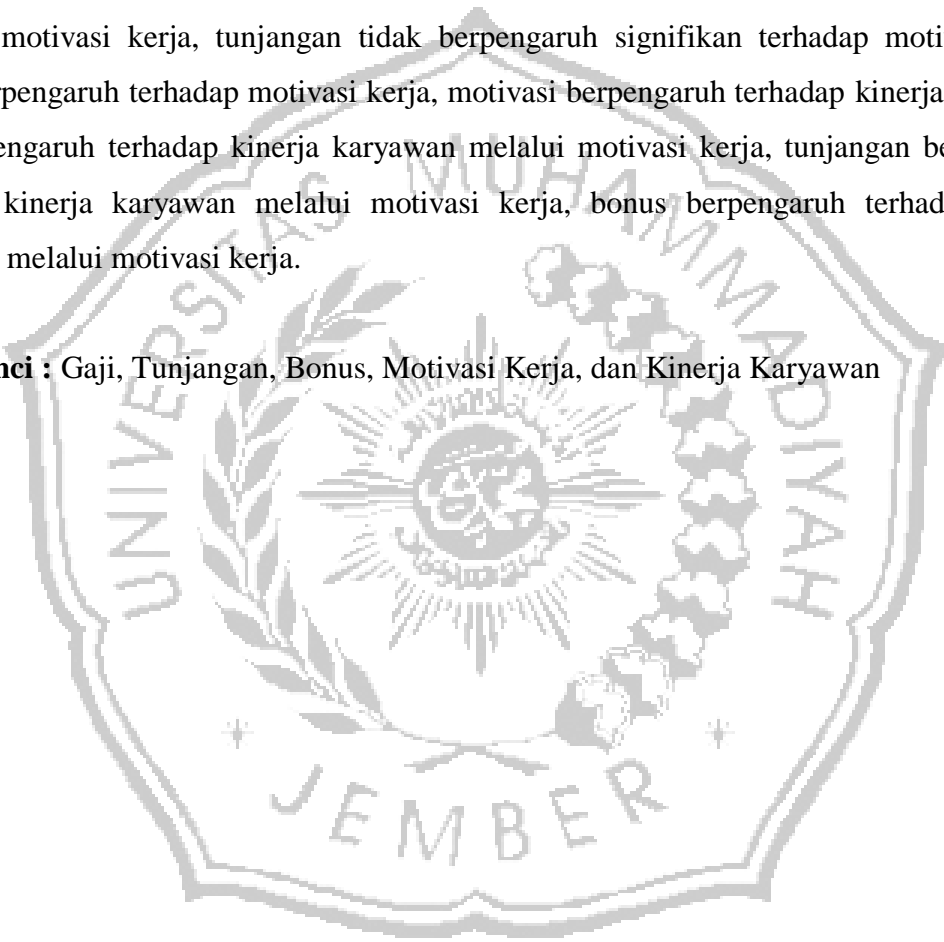 motivasi kerja, tunjangan tidak berpengaruh signifikan terhadap moti
rpengaruh terhadap motivasi kerja, motivasi berpengaruh terhadap kinerja
engaruh terhadap kinerja karyawan melalui motivasi kerja, tunjangan be
kinerja karyawan melalui motivasi kerja, bonus berpengaruh terhad
melalui motivasi kerja.
nci : Gaji, Tunjangan, Bonus, Motivasi Kerja, dan Kinerja Karyawan
UNIVERSITAS MUHAMMADIYAH
JEMBER